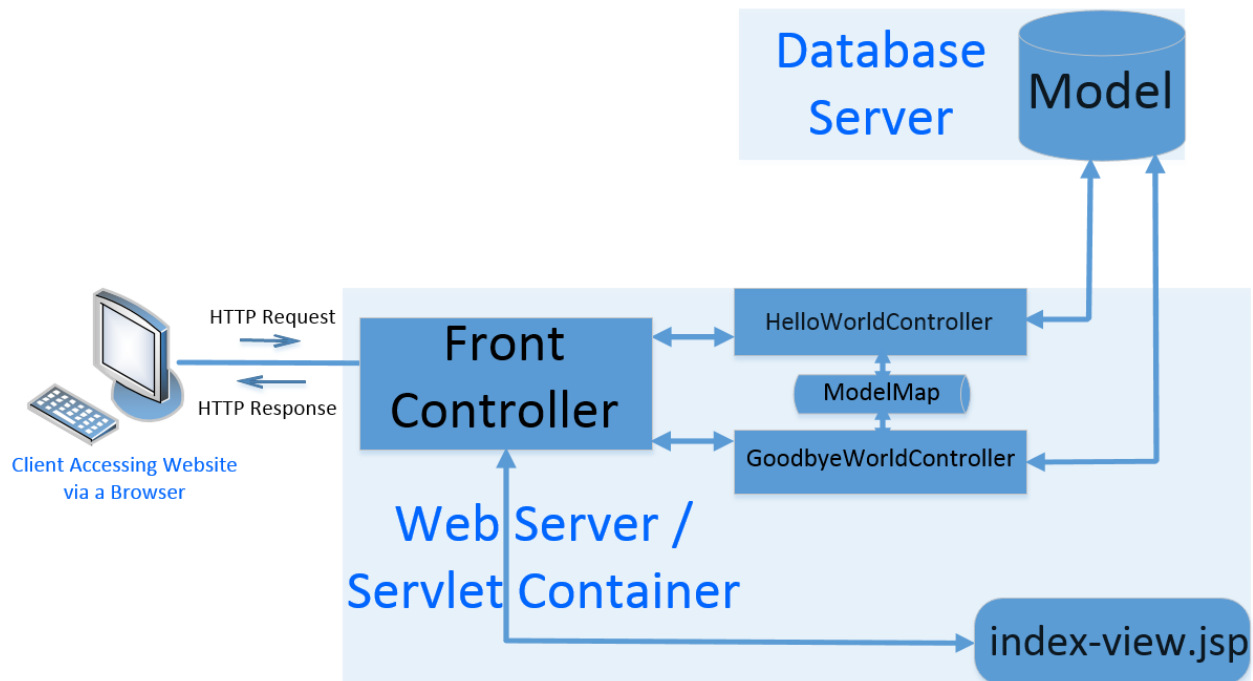 Database
Server
Model
HTTP Request
HTTP Response
Client Accessing Website
via a Browser
Front
Controller
HelloWorldController
ModelMap
GoodbyeWorldController
Web Server /
Servlet Container
index-view.jsp